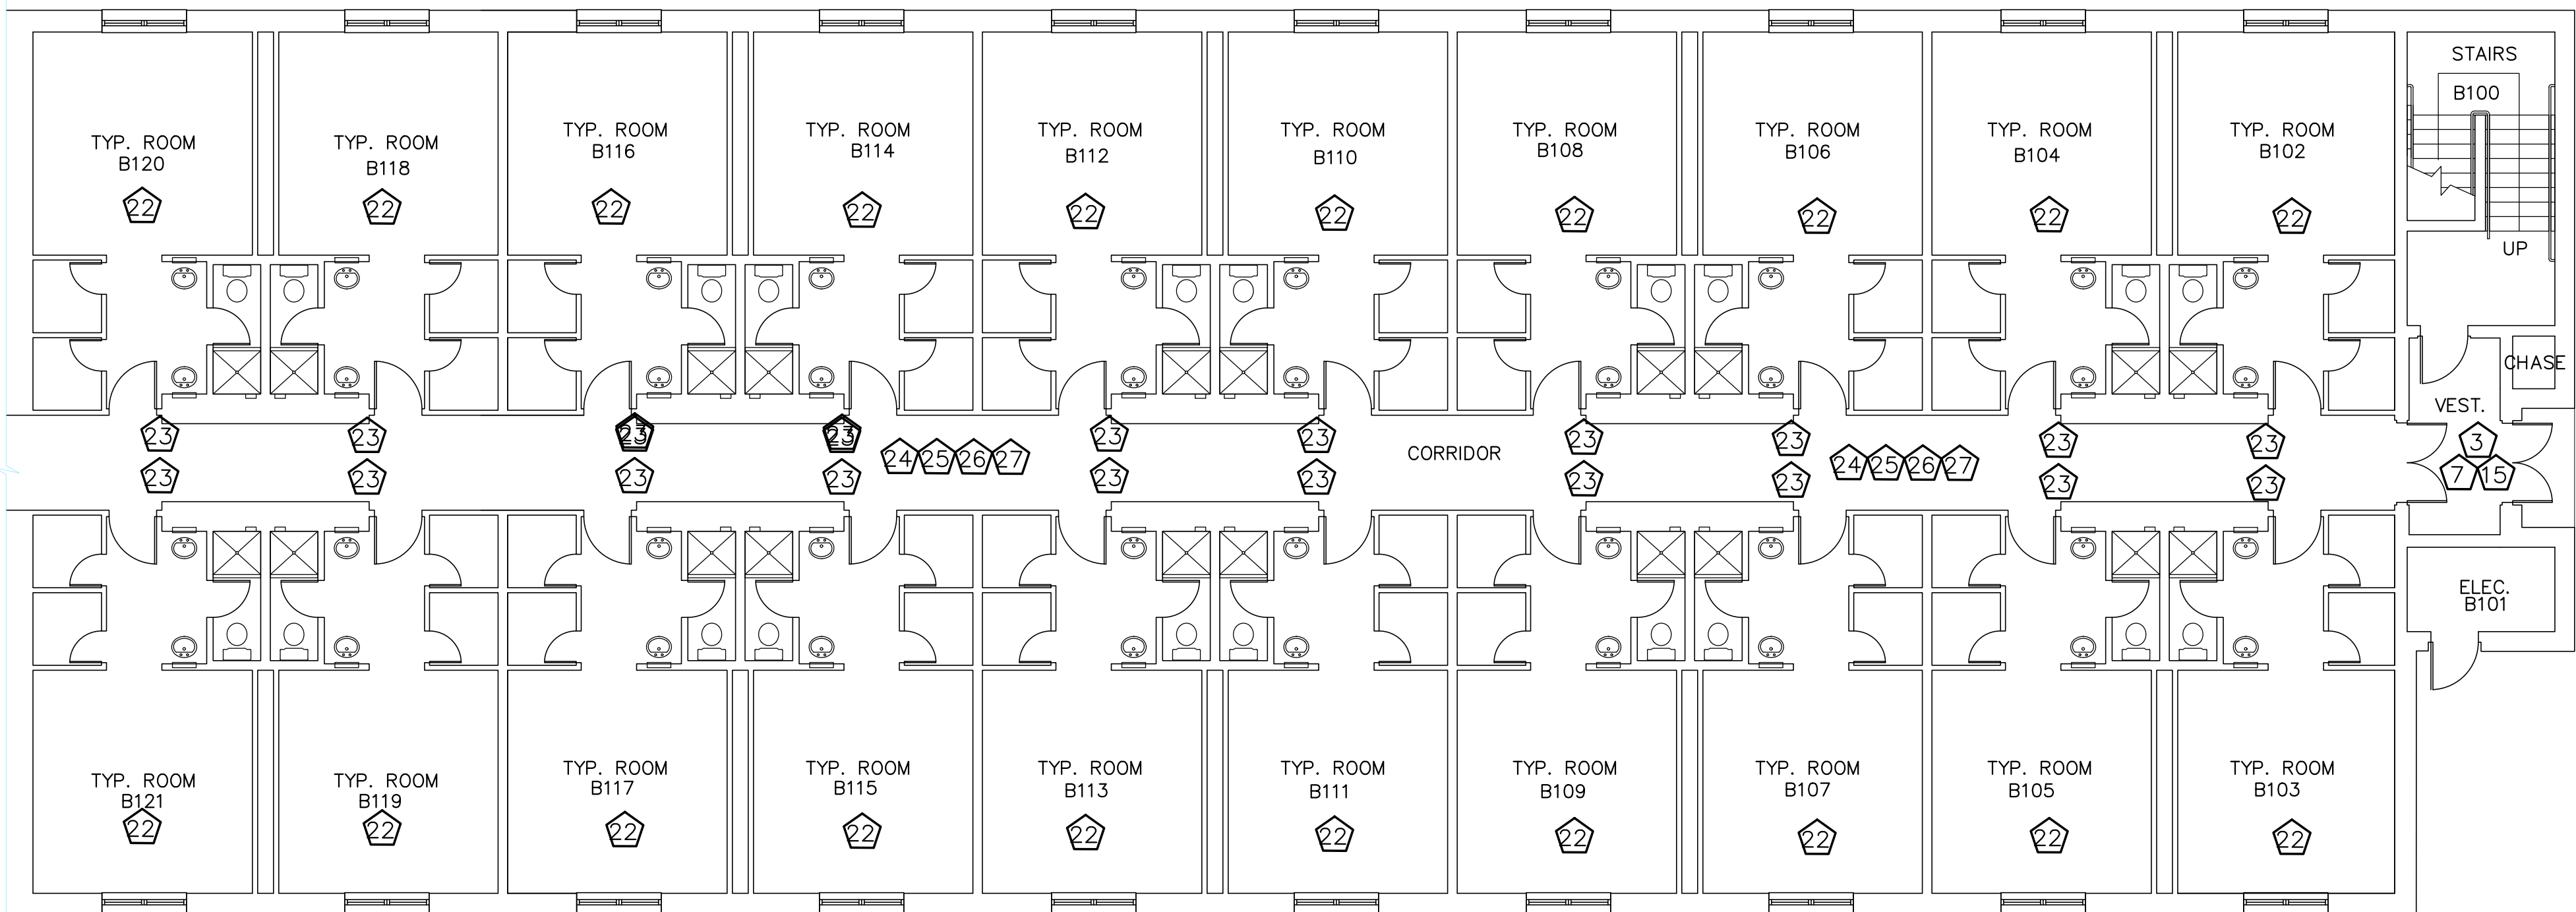 STAIRS
B100
UP
TYP. ROOM
B120
22
TYP. ROOM
B118
22
TYP. ROOM
B116
22
TYP. ROOM
B114
22
TYP. ROOM
B112
22
TYP. ROOM
B110
22
TYP. ROOM
B108
22
TYP. ROOM
B106
22
TYP. ROOM
B104
22
TYP. ROOM
B102
22
CHASE
VEST.
3
7 15
23 23 23 23 23 23 23 23 23 23
24 25 26 27 CORRIDOR 24 25 26 27
23 23 23 23 23 23 23 23 23 23
ELEC.
B101
TYP. ROOM
B121
22
TYP. ROOM
B119
22
TYP. ROOM
B117
22
TYP. ROOM
B115
22
TYP. ROOM
B113
22
TYP. ROOM
B111
22
TYP. ROOM
B109
22
TYP. ROOM
B107
22
TYP. ROOM
B105
22
TYP. ROOM
B103
22